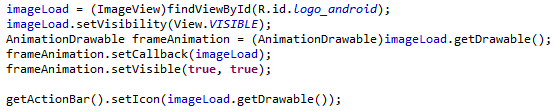 imageLoad = (ImageView)findViewById(R.id.logo_android);
imageLoad.setVisibility(View.VISIBLE);
AnimationDrawable frameAnimation = (AnimationDrawable)imageLoad.getDrawable();
frameAnimation.setCallback(imageLoad);
frameAnimation.setVisible(true, true);
getActionBar().setIcon(imageLoad.getDrawable());